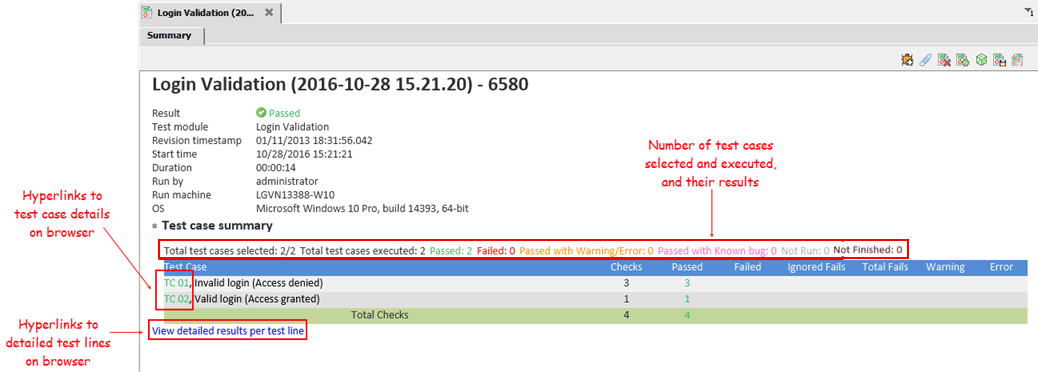 Login Validation (20...
1
Summary
Login Validation (2016-10-28 15.21.20) - 6580
Result Passed
Test module Login Validation
Revision timestamp 01/11/2013 18:31:56.042
Start time 10/28/2016 15:21:21
Duration 00:00:14
Run by administrator
Run machine LGVN13388-W10
OS Microsoft Windows 10 Pro, build 14393, 64-bit
Number of test cases
selected and executed,
and their results
Hyperlinks to
test case details
on browser
Test case summary
Total test cases selected: 2/2 Total test cases executed: 2 Passed: 2 Failed: 0 Passed with Warning/Error: 0 Passed with Known bug: 0 Not Run: 0 Not Finished: 0
Test Case Checks Passed Failed Ignored Fails Total Fails Warning Error
TC 01, Invalid login (Access denied) 3 3
TC 02, Valid login (Access granted) 1 1
Total Checks 4 4
View detailed results per test line
Hyperlinks to
detailed test lines
on browser